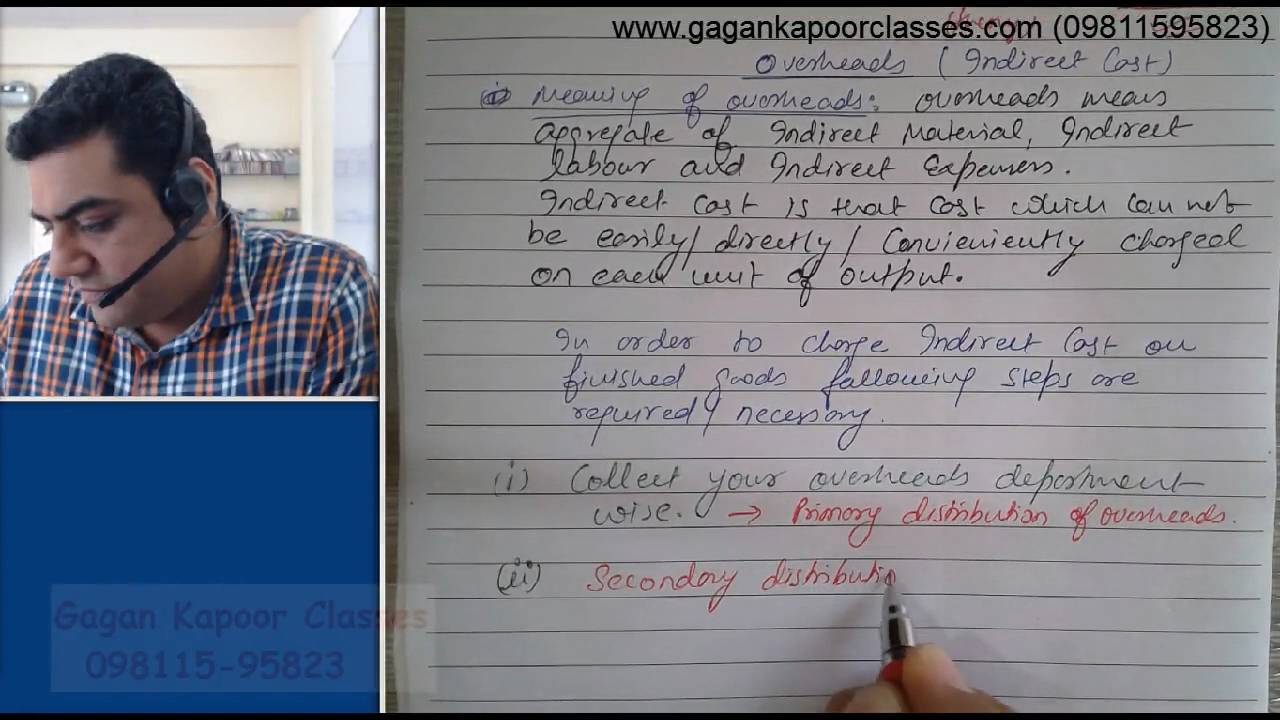 www.gagankapoorclasses.com (09811595823)
Overheads (Indirect Cost)
Meaning of overheads: overheads means
aggregate of Indirect Material, Indirect
labour and Indirect Expenses.
Indirect cost is that cost which can not
be easily/directly/Convieniently charged
on each unit of output.
In order to charge Indirect Cost on
finished goods following steps are
required/necessary.
(i) Collect your overheads department
wise. → Primary distribution of overheads.
(ii) Secondary distributio
Gagan Kapoor Classes
098115-95823